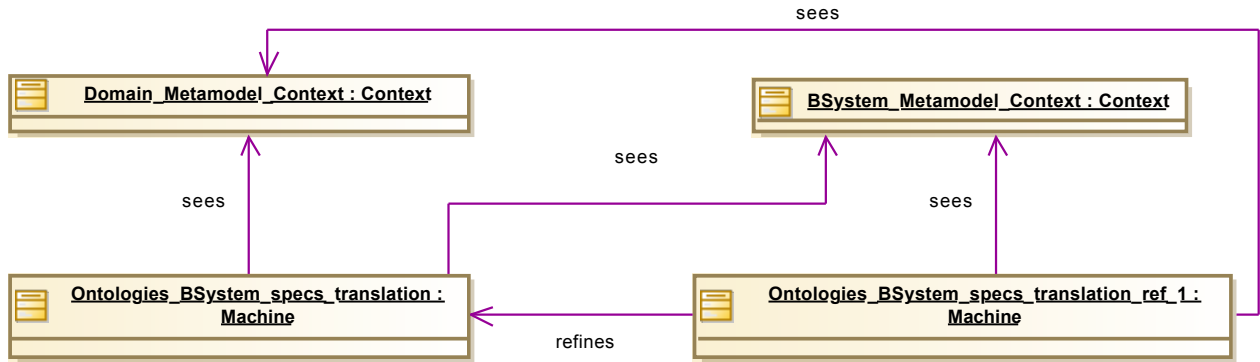 sees
Domain_Metamodel_Context : Context
BSystem_Metamodel_Context : Context
sees
sees
sees
Ontologies_BSystem_specs_translation :
Machine
Ontologies_BSystem_specs_translation_ref_1 :
Machine
refines